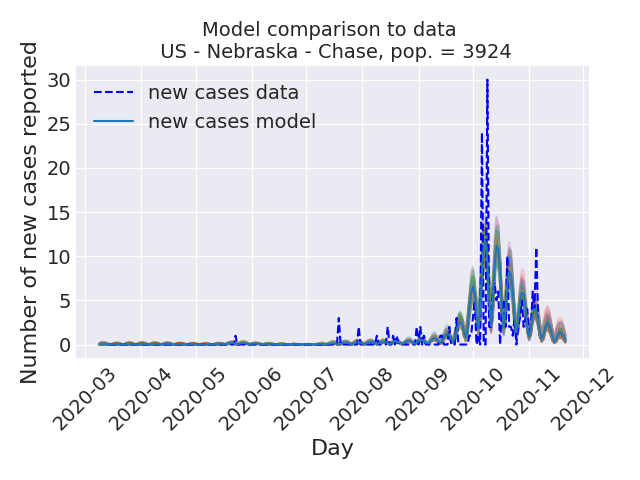 Model comparison to data
US - Nebraska - Chase, pop. = 3924
Number of new cases reported
30
25
20
15
10
5
0
new cases data
new cases model
2020-03
2020-04
2020-05
2020-06
2020-07
2020-08
2020-09
2020-10
2020-11
2020-12
Day